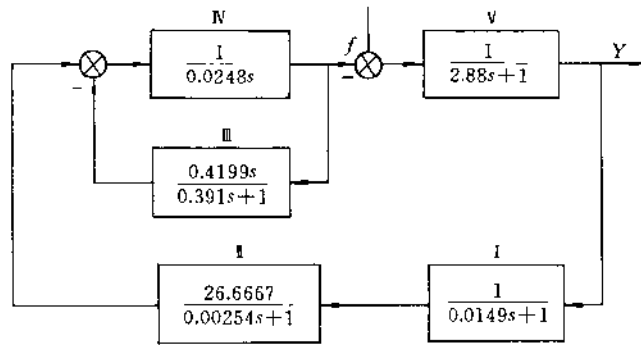 Ⅳ
Ⅴ
1
0.0248s
f
1
2.88s+1
Y
−
−
Ⅲ
0.4199s
0.391s+1
Ⅱ
Ⅰ
26.6667
0.00254s+1
1
0.0149s+1